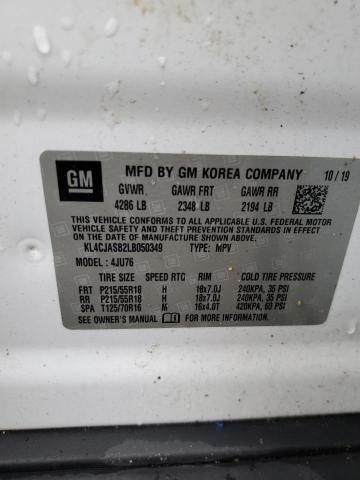 GM
MFD BY GM KOREA COMPANY 10/19
GVWR GAWR FRT GAWR RR
4286 LB 2348 LB 2194 LB
THIS VEHICLE CONFORMS TO ALL APPLICABLE U.S. FEDERAL
MOTOR VEHICLE SAFETY, BUMPER, AND THEFT PREVENTION
STANDARDS IN EFFECT ON THE DATE OF MANUFACTURE SHOWN ABOVE.
KL4CJASB2LB050349 TYPE: MPV
MODEL: 4JU76
TIRE SIZE SPEED RTG RIM COLD TIRE PRESSURE
FRT P215/55R18 H 18x7.0J 240KPA, 35 PSI
RR P215/55R18 H 18x7.0J 240KPA, 35 PSI
SPA T125/70R16 M 16x4.0T 420KPA, 60 PSI
SEE OWNER'S MANUAL FOR MORE INFORMATION